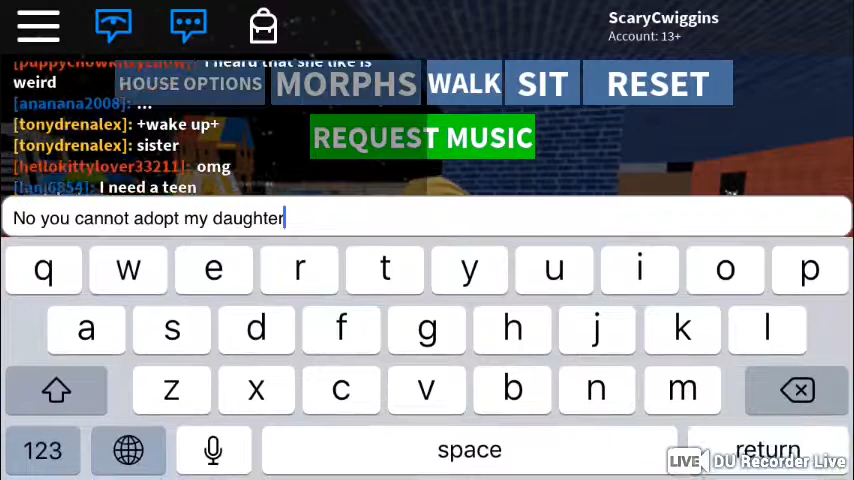 ScaryCwiggins
Account: 13+
[puppychowkittychow]: I heard that she like is
weird
HOUSE OPTIONS MORPHS WALK SIT RESET
[ananana2008]: ...
[tonydrenalex]: +wake up+
REQUEST MUSIC
[tonydrenalex]: sister
[hellokittylover33211]: omg
I need a teen
No you cannot adopt my daughter
q w e r t y u i o p
a s d f g h j k l
z x c v b n m
123 space return
LIVE DU Recorder Live